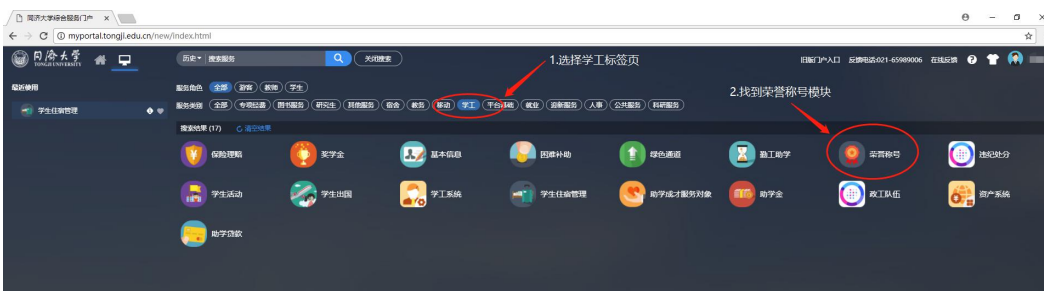 同济大学综合服务门户 ×
myportal.tongji.edu.cn/new/index.html
同济大学
TONGJI UNIVERSITY
历史 搜索服务 关闭搜索
1.选择学工标签页
旧版门户入口 反馈电话:021-65989006 在线反馈
最近使用
学生住宿管理
服务角色 全部 游客 教师 学生
2.找到荣誉称号模块
服务类别 全部 专项经费 图书服务 研究生 其他服务 宿舍 教务 移动 学工 平台基础 就业 迎新服务 人事 公共服务 科研服务
搜索结果 (17) 清空结果
保险理赔 奖学金 基本信息 困难补助 绿色通道 勤工助学 荣誉称号 违纪处分
学生活动 学生出国 学工系统 学生住宿管理 助学成才服务对象 助学金 政工队伍 资产系统
助学贷款